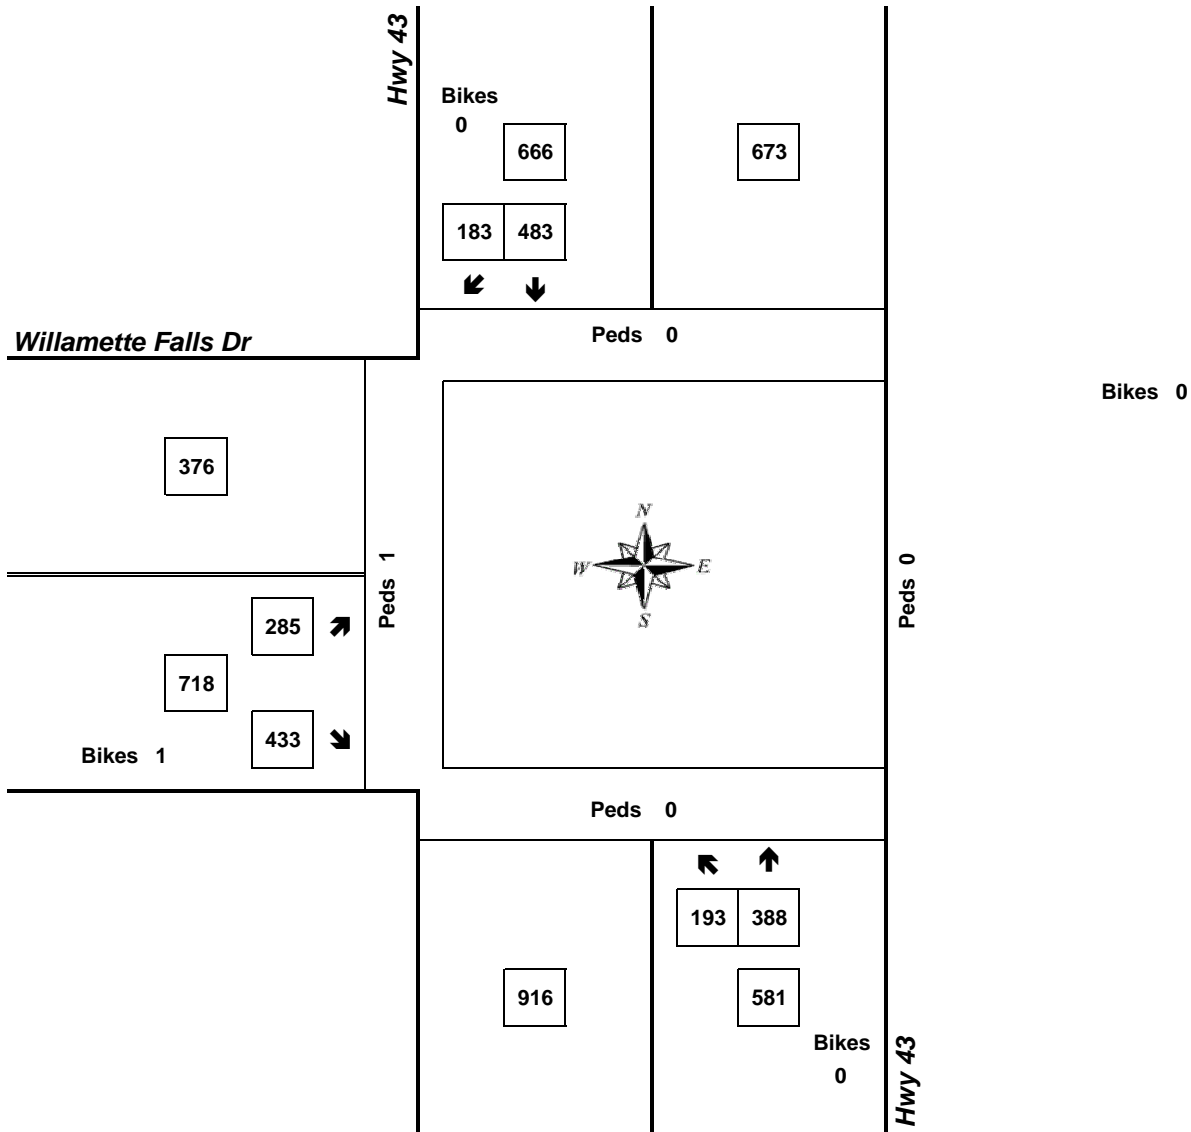 Hwy 43
Bikes
0
666
673
183 483
Peds 0
Willamette Falls Dr
Bikes 0
376
N
W E
S
Peds 1
Peds 0
285
718
433
Bikes 1
Peds 0
193 388
916
581
Bikes
0
Hwy 43